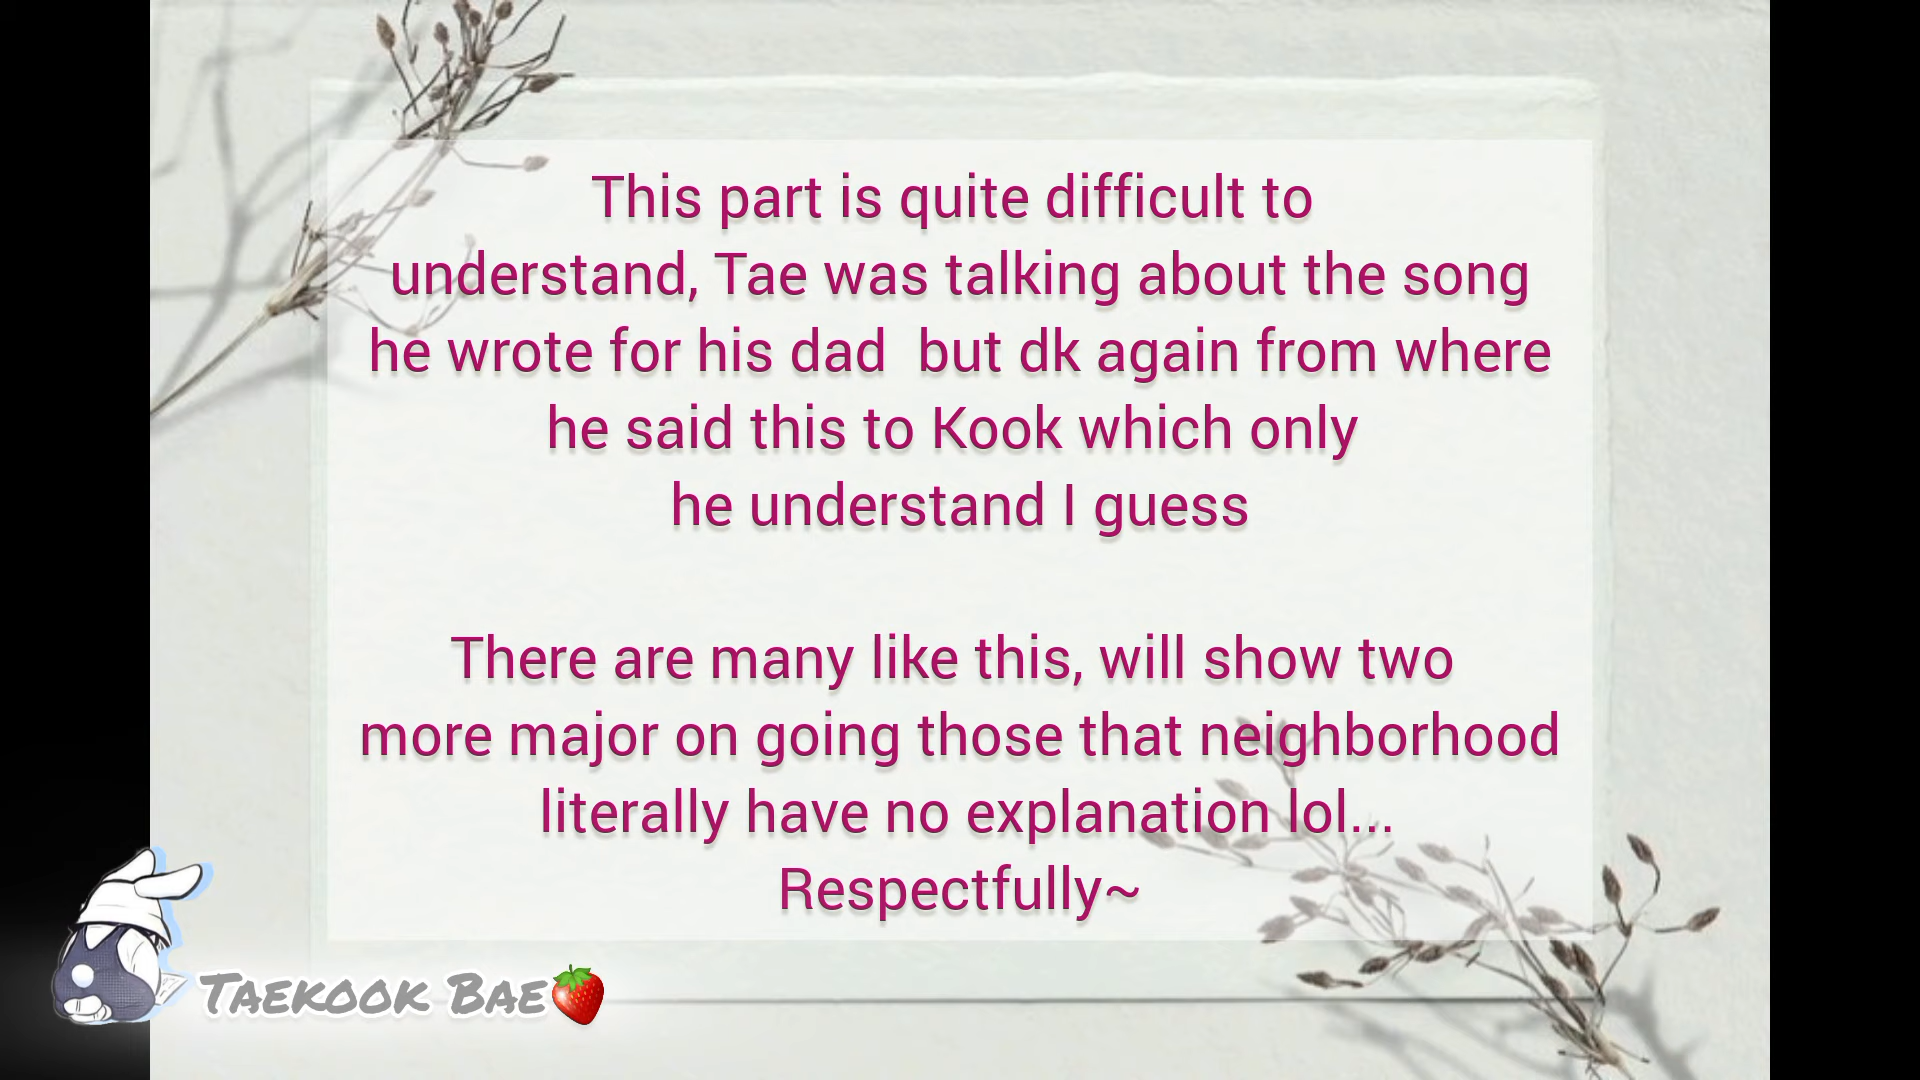 This part is quite difficult to
understand, Tae was talking about the song
he wrote for his dad  but dk again from where
he said this to Kook which only
he understand I guess
There are many like this, will show two
more major on going those that neighborhood
literally have no explanation lol...
Respectfully~
Taekook Bae🍓